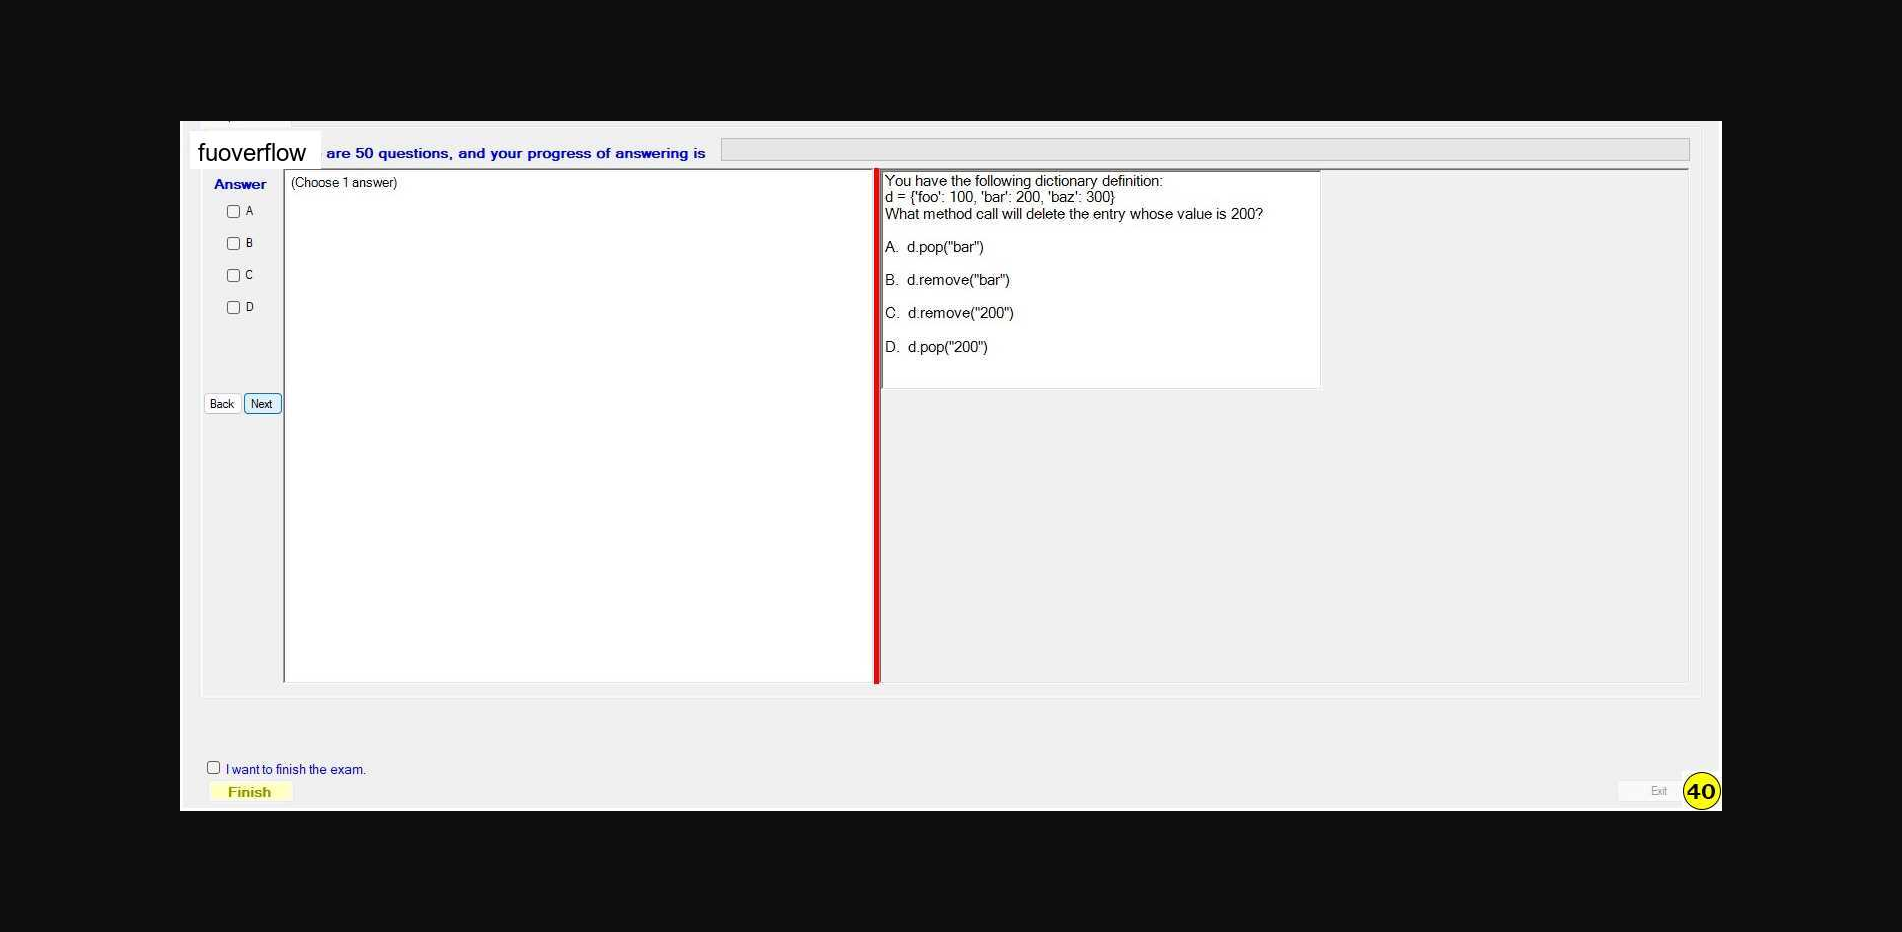 fuoverflow are 50 questions, and your progress of answering is
Answer
(Choose 1 answer)
A
B
C
D
Back Next
You have the following dictionary definition:
d = {'foo': 100, 'bar': 200, 'baz': 300}
What method call will delete the entry whose value is 200?
A. d.pop("bar")
B. d.remove("bar")
C. d.remove("200")
D. d.pop("200")
I want to finish the exam.
Finish
Exit
40